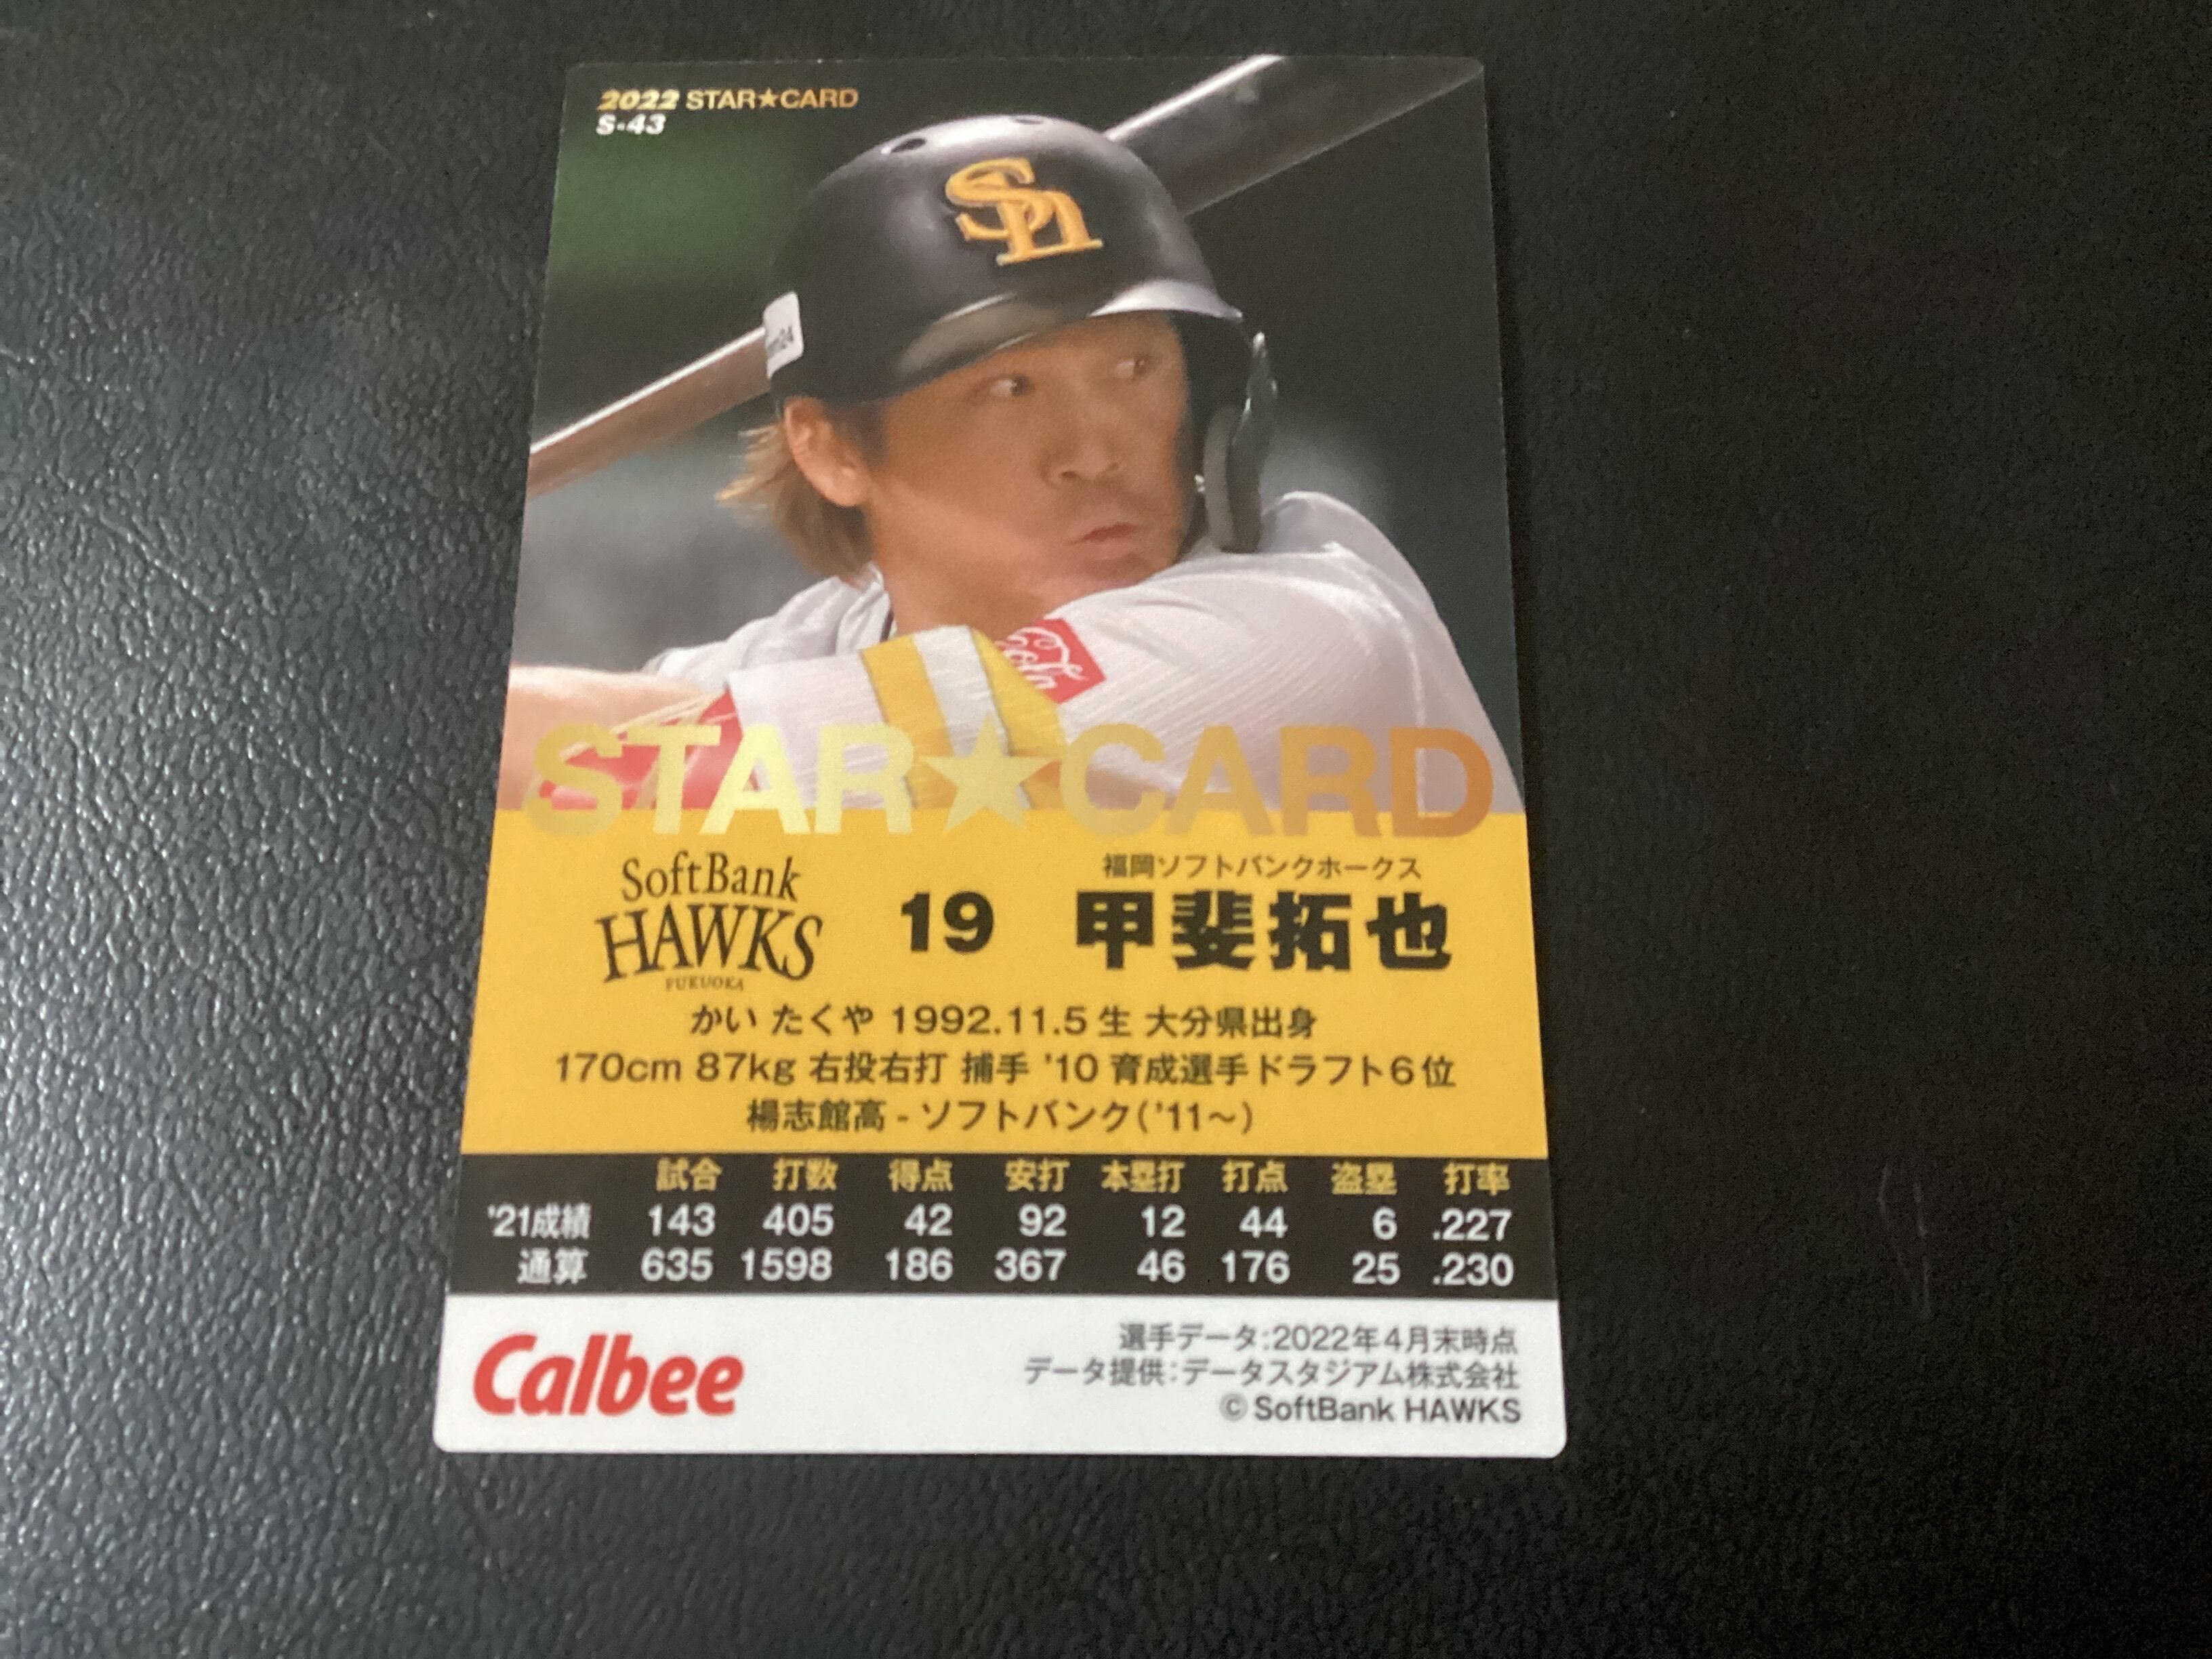 2022 STAR★CARD
S-43
SH
Cola
STAR★CARD
SoftBank
HAWKS
FUKUOKA
19
福岡ソフトバンクホークス
甲斐拓也
かい たくや 1992.11.5生 大分県出身
170cm 87kg 右投右打 捕手 '10 育成選手ドラフト6位
楊志館高 - ソフトバンク('11〜)
試合 打数 得点 安打 本塁打 打点 盗塁 打率
'21成績 143 405 42 92 12 44 6 .227
通算 635 1598 186 367 46 176 25 .230
Calbee
選手データ:2022年4月末時点
データ提供:データスタジアム株式会社
© SoftBank HAWKS